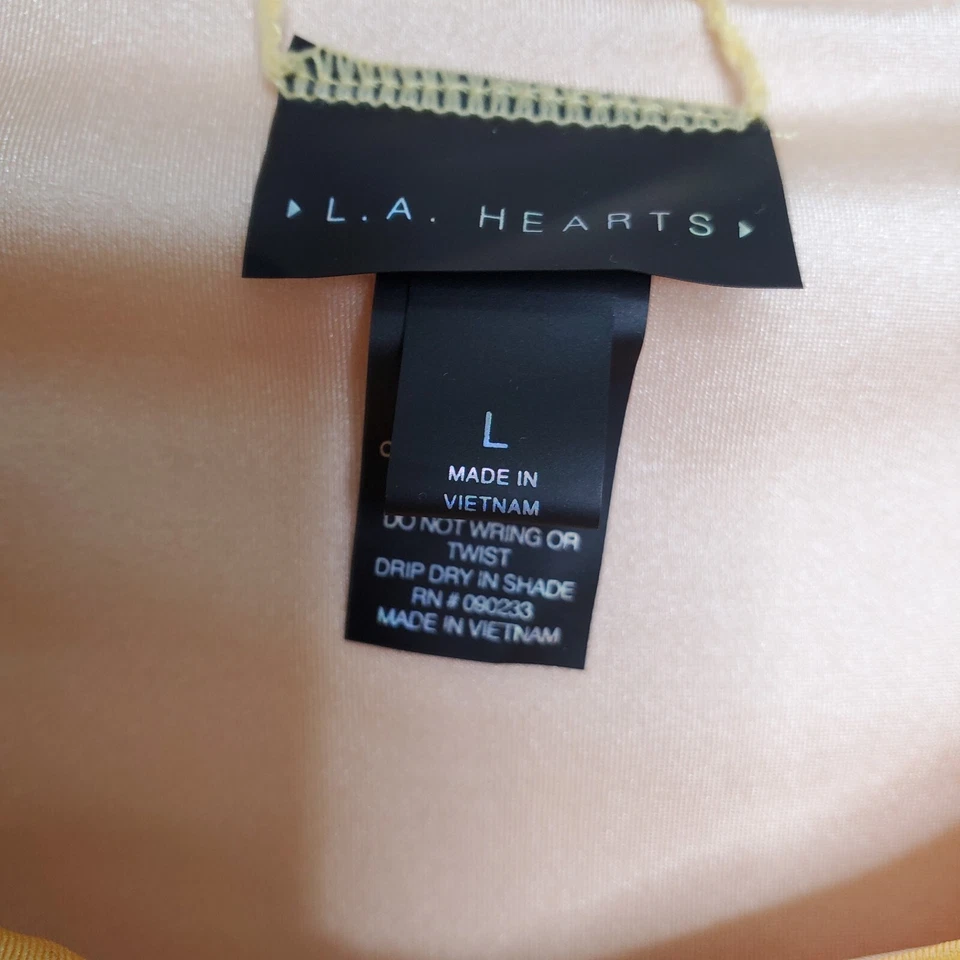 L.A. HEARTS
L
MADE IN
VIETNAM
DO NOT WRING OR
TWIST
DRIP DRY IN SHADE
RN # 090233
MADE IN VIETNAM